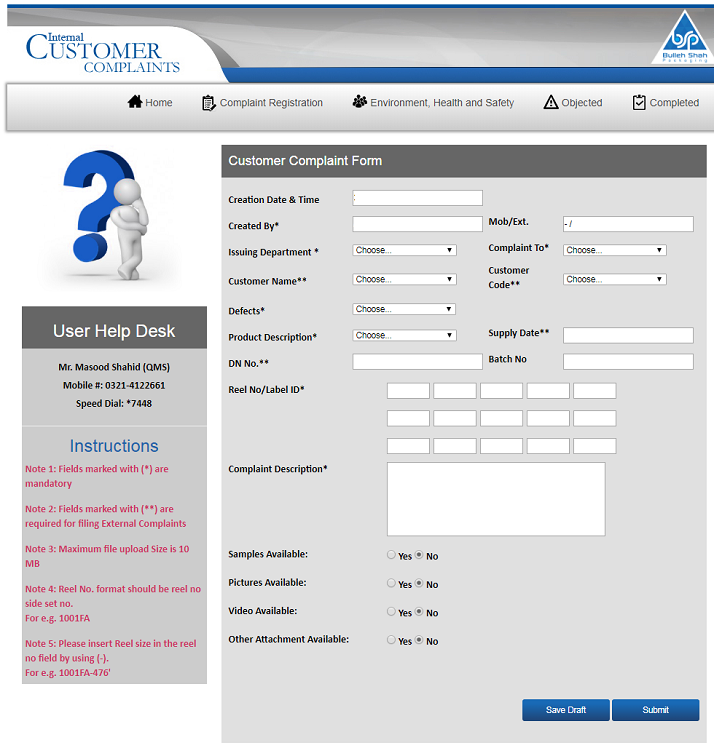 Internal
CUSTOMER
COMPLAINTS
bsp
Bulleh Shah
Packaging
Home
Complaint Registration
Environment, Health and Safety
Objected
Completed
User Help Desk
Mr. Masood Shahid (QMS)
Mobile #: 0321-4122661
Speed Dial: *7448
Instructions
Note 1: Fields marked with (*) are
mandatory
Note 2: Fields marked with (**) are
required for filing External Complaints
Note 3: Maximum file upload Size is 10
MB
Note 4: Reel No. format should be reel no
side set no.
For e.g. 1001FA
Note 5: Please insert Reel size in the reel
no field by using (-).
For e.g. 1001FA-476'
Customer Complaint Form
Creation Date & Time :
Created By* Mob/Ext. - /
Issuing Department * Choose... Complaint To* Choose...
Customer Name** Choose... Customer
Code** Choose...
Defects* Choose...
Product Description* Choose... Supply Date**
DN No.** Batch No
Reel No/Label ID*
Complaint Description*
Samples Available: Yes No
Pictures Available: Yes No
Video Available: Yes No
Other Attachment Available: Yes No
Save Draft Submit